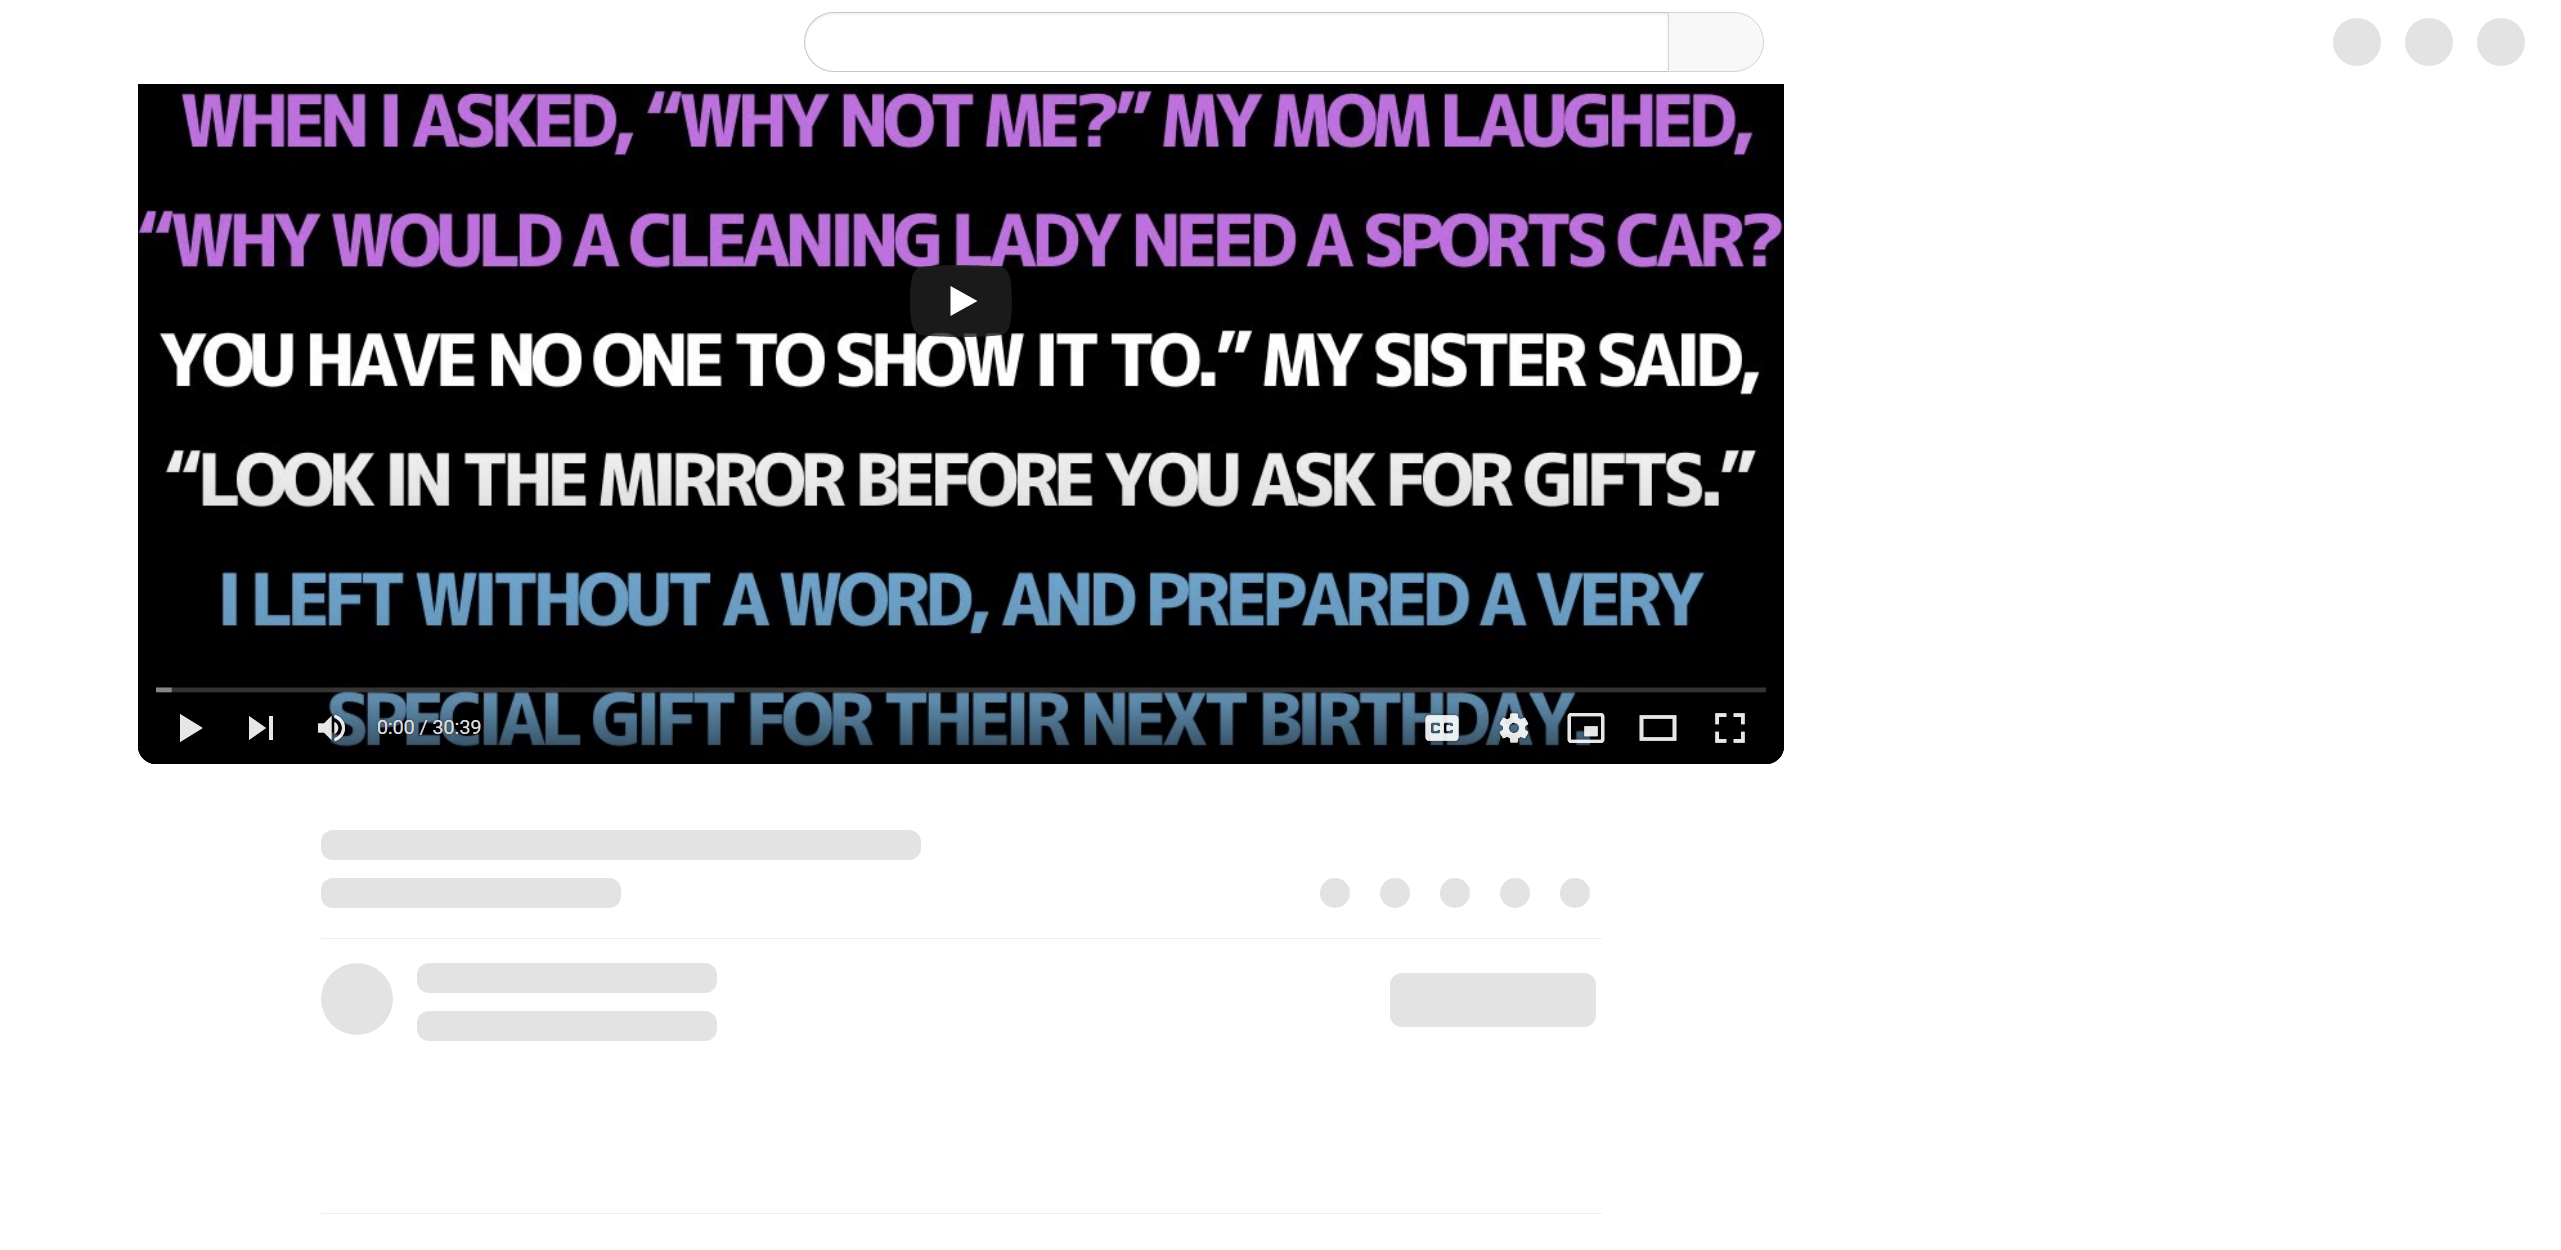 WHEN I ASKED, “WHY NOT ME?” MY MOM LAUGHED,
“WHY WOULD A CLEANING LADY NEED A SPORTS CAR?
YOU HAVE NO ONE TO SHOW IT TO.” MY SISTER SAID,
“LOOK IN THE MIRROR BEFORE YOU ASK FOR GIFTS.”
I LEFT WITHOUT A WORD, AND PREPARED A VERY
SPECIAL GIFT FOR THEIR NEXT BIRTHDAY.
0:00 / 30:39
CC